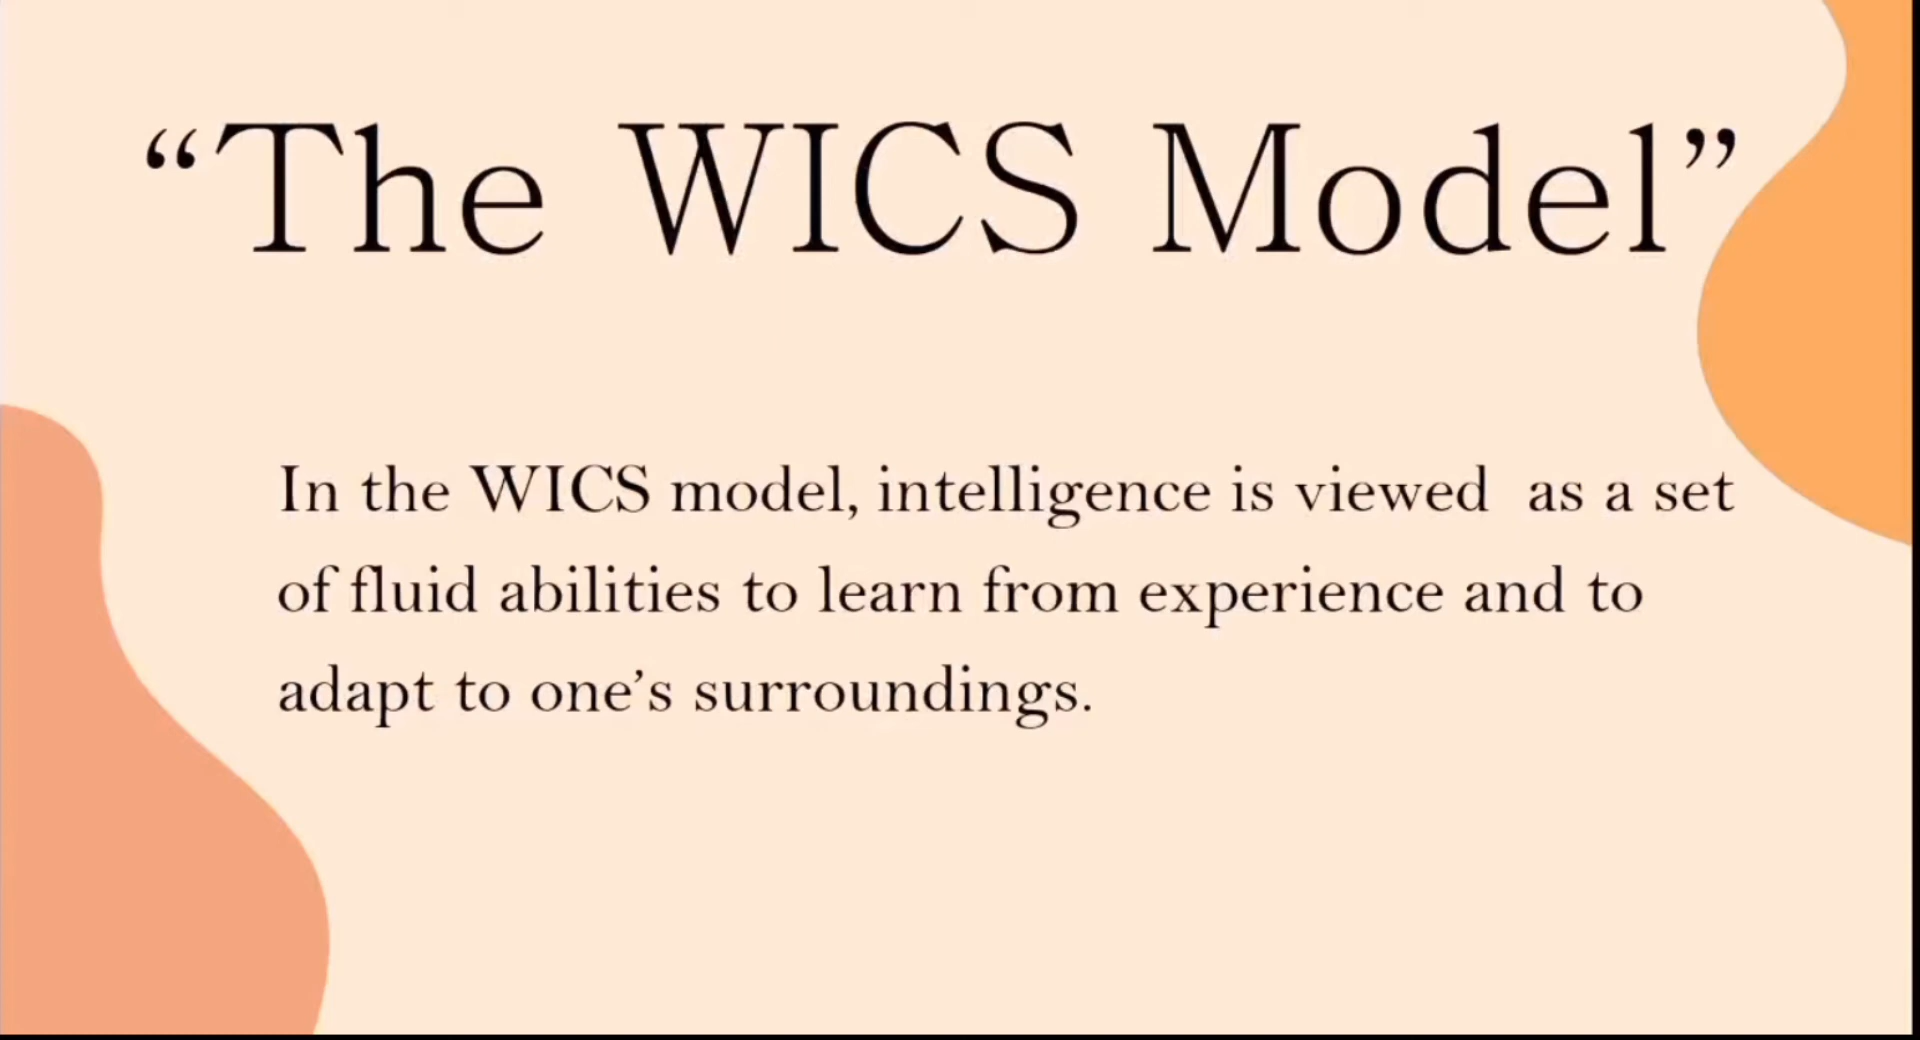 “The WICS Model”
In the WICS model, intelligence is viewed  as a set
of fluid abilities to learn from experience and to
adapt to one’s surroundings.